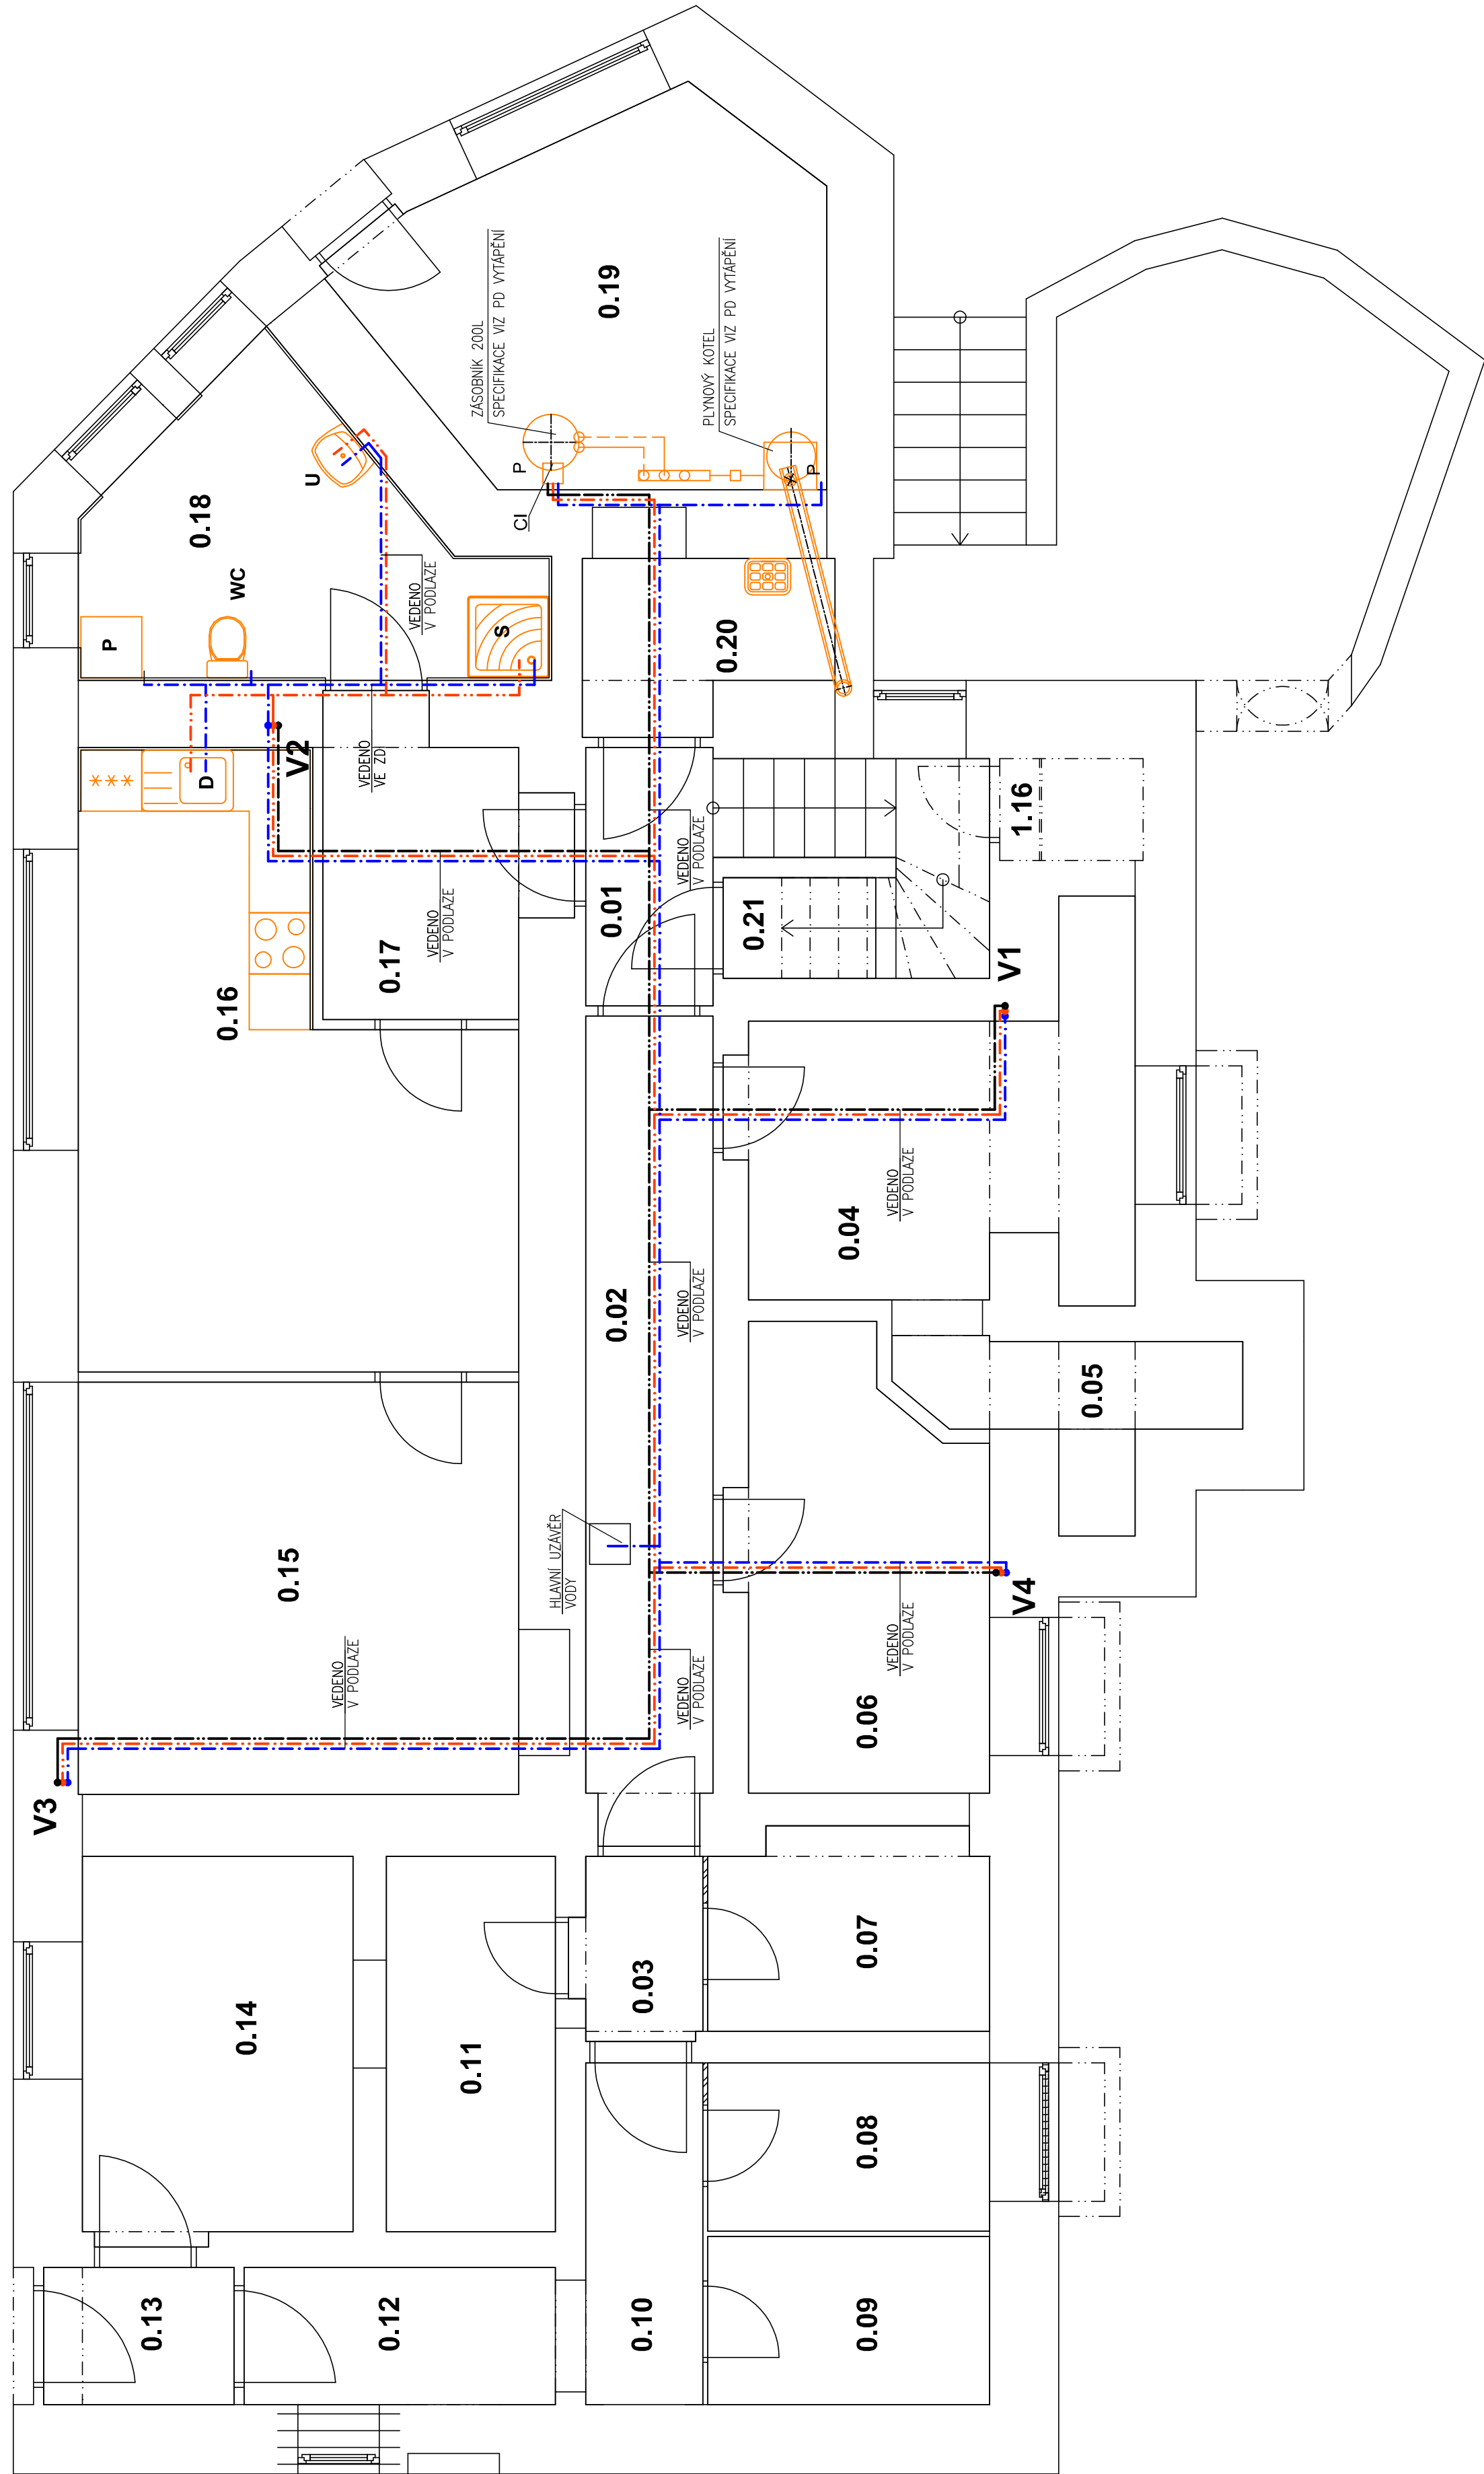 0.19
ZÁSOBNÍK 200L
SPECIFIKACE VIZ PD VYTÁPĚNÍ
PLYNOVÝ KOTEL
SPECIFIKACE VIZ PD VYTÁPĚNÍ
P
P
CI
U
0.18
WC
P
S
VEDENO
V PODLAZE
0.20
V2
D
***
VEDENO
VE ZDI
VEDENO
V PODLAZE
1.16
0.01
0.21
VEDENO
V PODLAZE
0.17
0.16
V1
VEDENO
V PODLAZE
0.04
VEDENO
V PODLAZE
0.02
0.05
HLAVNÍ UZÁVĚR
VODY
0.15
V4
VEDENO
V PODLAZE
VEDENO
V PODLAZE
VEDENO
V PODLAZE
0.06
V3
0.07
0.03
0.14
0.11
0.08
0.13
0.12
0.10
0.09